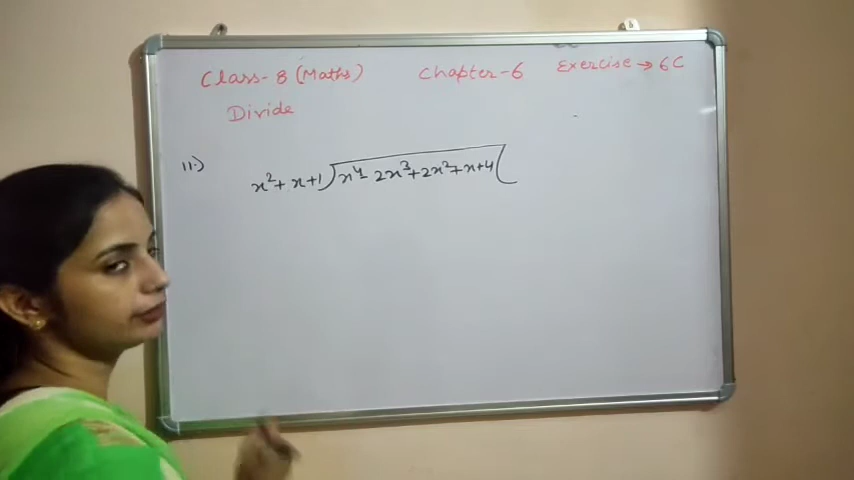 Class-8 (Maths) Chapter-6 Exercise → 6C
Divide
11.) x²+x+1)x⁴-2x³+2x²+x+4(